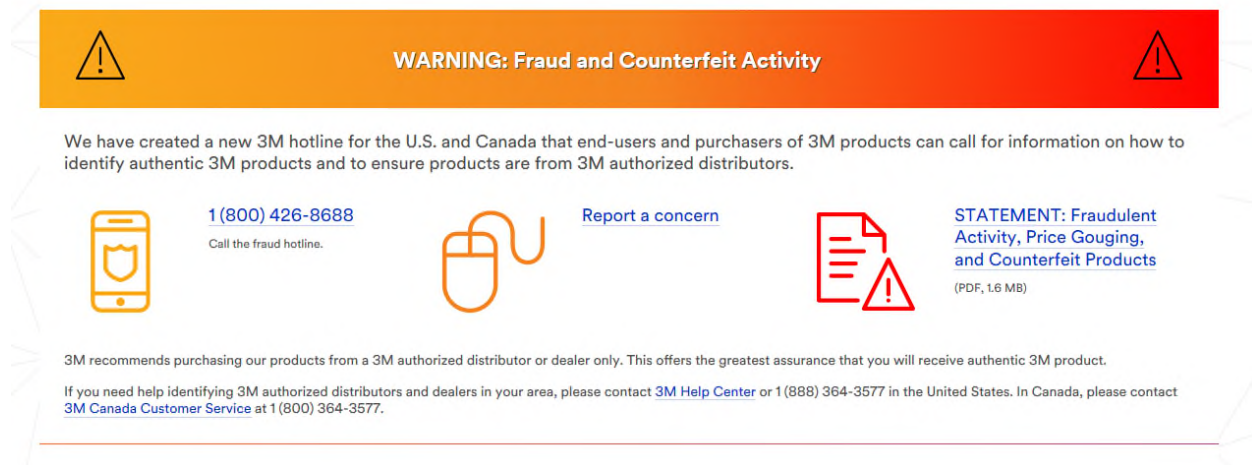 WARNING: Fraud and Counterfeit Activity
We have created a new 3M hotline for the U.S. and Canada that end-users and purchasers of 3M products can call for information on how to
identify authentic 3M products and to ensure products are from 3M authorized distributors.
1 (800) 426-8688
Call the fraud hotline.
Report a concern
STATEMENT: Fraudulent
Activity, Price Gouging,
and Counterfeit Products
(PDF, 1.6 MB)
3M recommends purchasing our products from a 3M authorized distributor or dealer only. This offers the greatest assurance that you will receive authentic 3M product.
If you need help identifying 3M authorized distributors and dealers in your area, please contact 3M Help Center or 1 (888) 364-3577 in the United States. In Canada, please contact
3M Canada Customer Service at 1 (800) 364-3577.